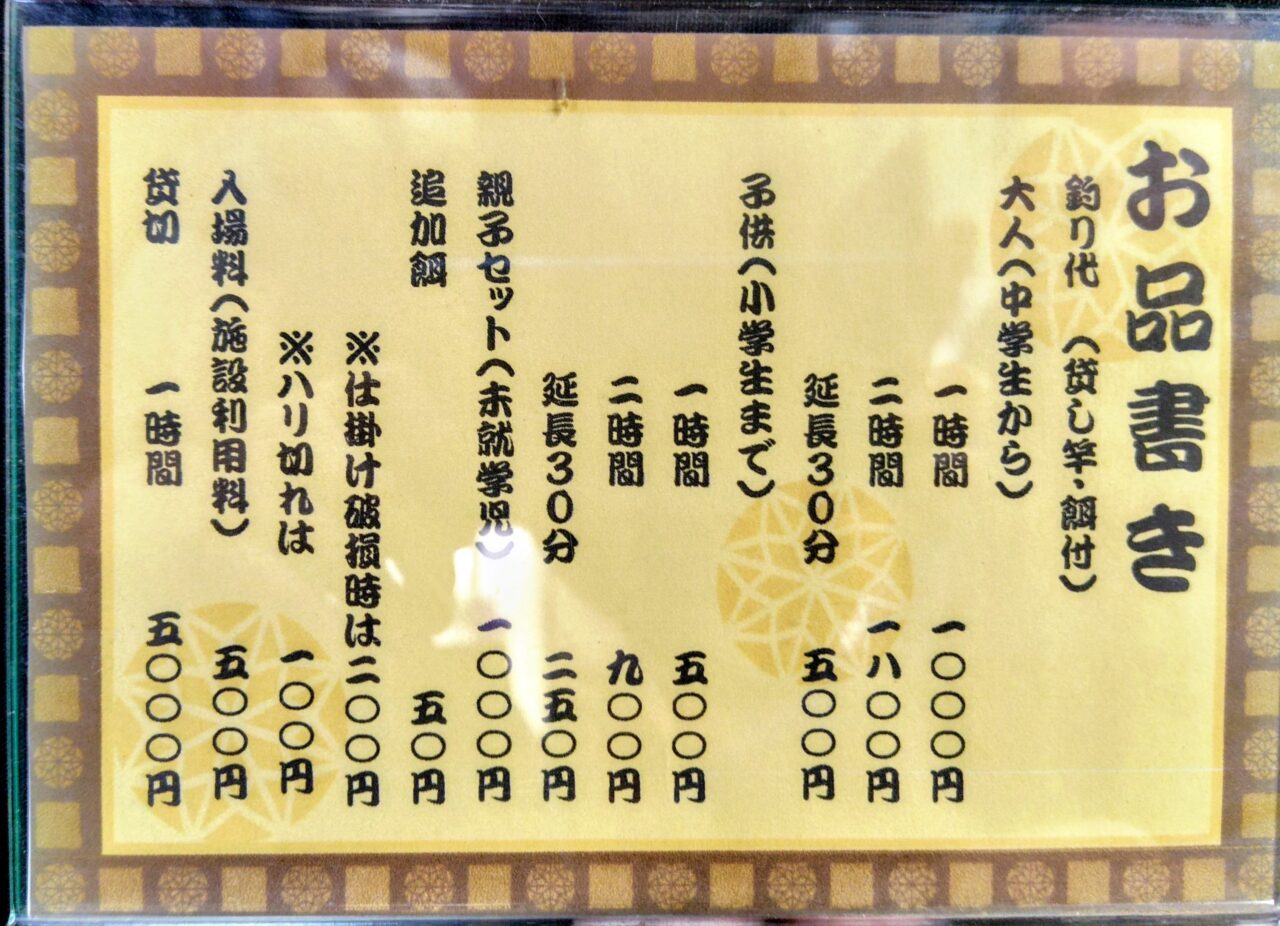 お品書き
釣り代 （貸し竿・餌付）
大人（中学生から）
一時間 一〇〇〇円
二時間 一八〇〇円
延長３０分 五〇〇円
子供（小学生まで）
一時間 五〇〇円
二時間 九〇〇円
延長３０分 二五〇円
親子セット（未就学児） 一〇〇〇円
追加餌 五〇円
※仕掛け破損時は二〇〇円
※ハリ切れは 一〇〇円
入場料（施設利用料） 五〇〇円
貸切 一時間 五〇〇〇円